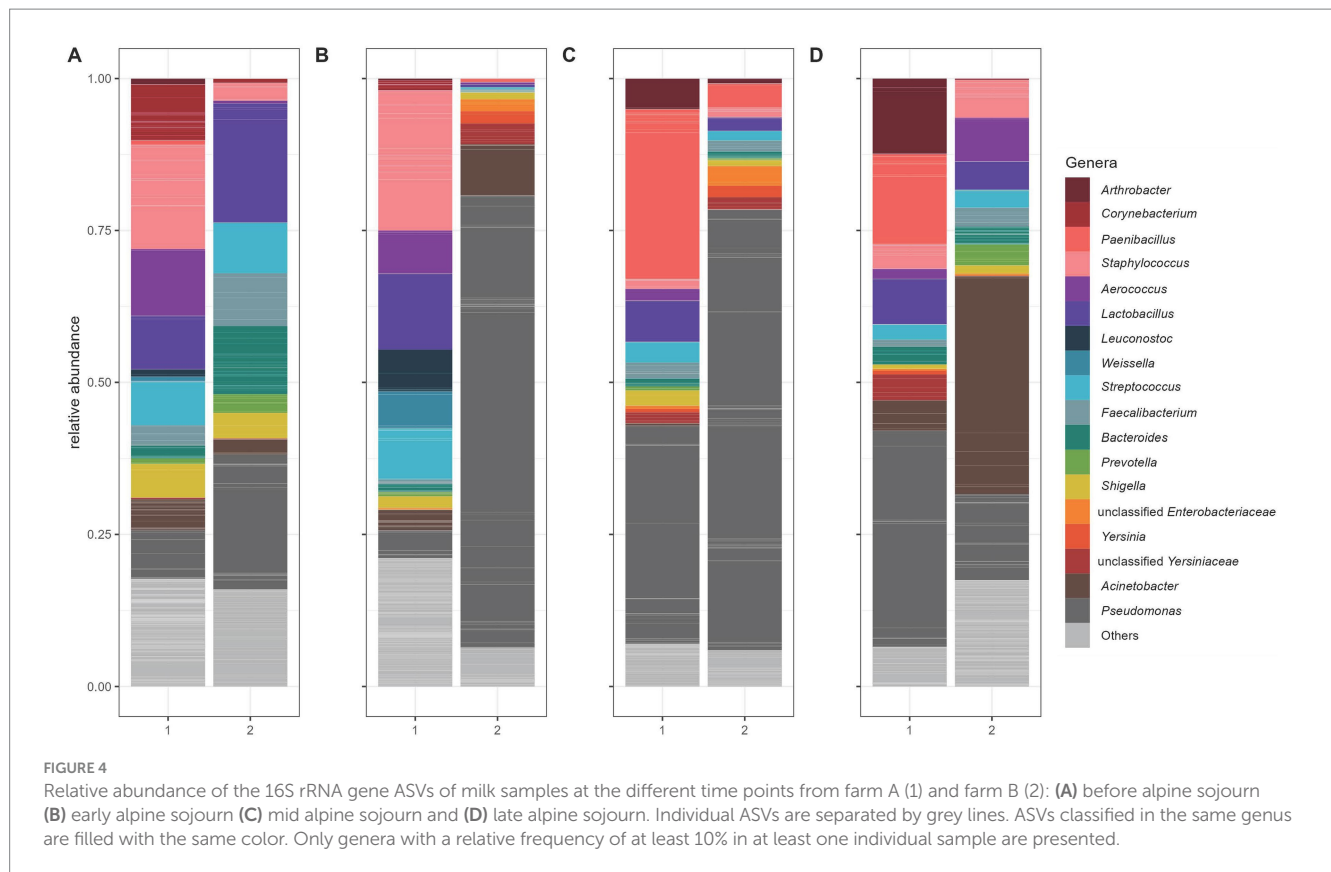 A
B
C
D
1.00
0.75
0.50
0.25
0.00
relative abundance
1
2
1
2
1
2
1
2
Genera
Arthrobacter
Corynebacterium
Paenibacillus
Staphylococcus
Aerococcus
Lactobacillus
Leuconostoc
Weissella
Streptococcus
Faecalibacterium
Bacteroides
Prevotella
Shigella
unclassified Enterobacteriaceae
Yersinia
unclassified Yersiniaceae
Acinetobacter
Pseudomonas
Others
FIGURE 4
Relative abundance of the 16S rRNA gene ASVs of milk samples at the different time points from farm A (1) and farm B (2): (A) before alpine sojourn
(B) early alpine sojourn (C) mid alpine sojourn and (D) late alpine sojourn. Individual ASVs are separated by grey lines. ASVs classified in the same genus
are filled with the same color. Only genera with a relative frequency of at least 10% in at least one individual sample are presented.